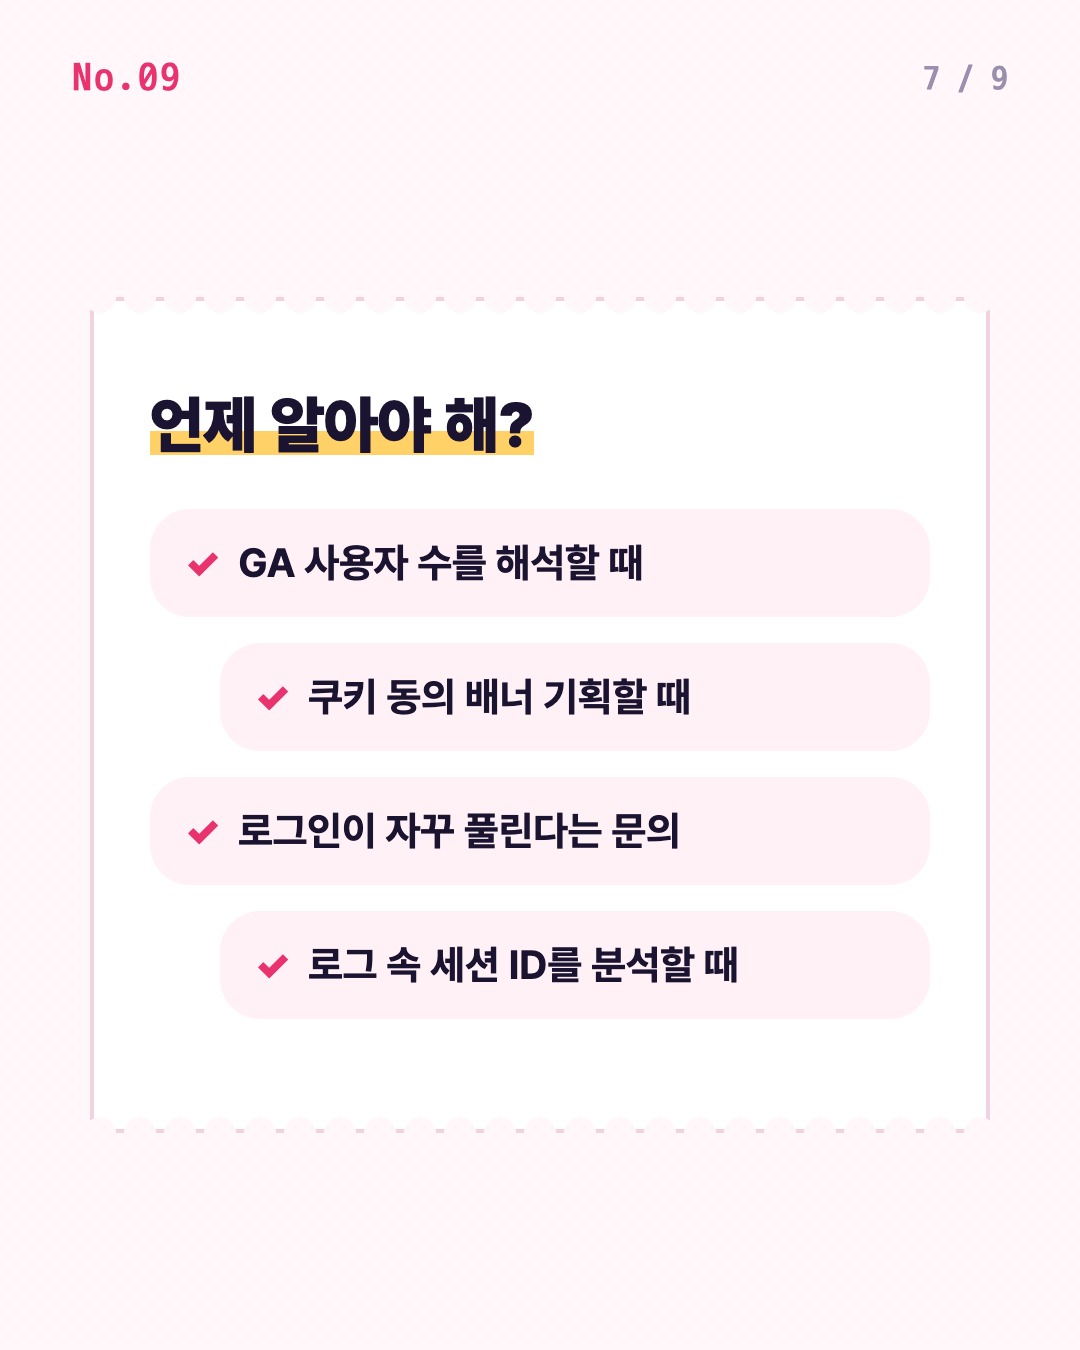 No.09
7 / 9
언제 알아야 해?
GA 사용자 수를 해석할 때
쿠키 동의 배너 기획할 때
로그인이 자꾸 풀린다는 문의
로그 속 세션 ID를 분석할 때